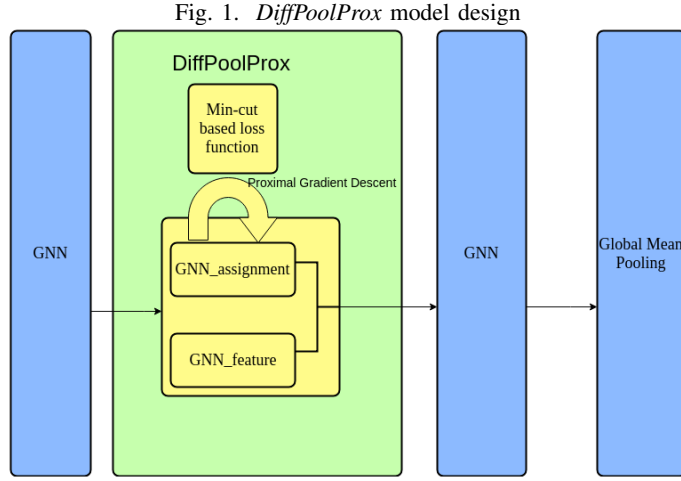 Fig. 1. DiffPoolProx model design
DiffPoolProx
Min-cut
based loss
function
Proximal Gradient Descent
GNN
GNN_assignment
GNN_feature
GNN
Global Mean
Pooling